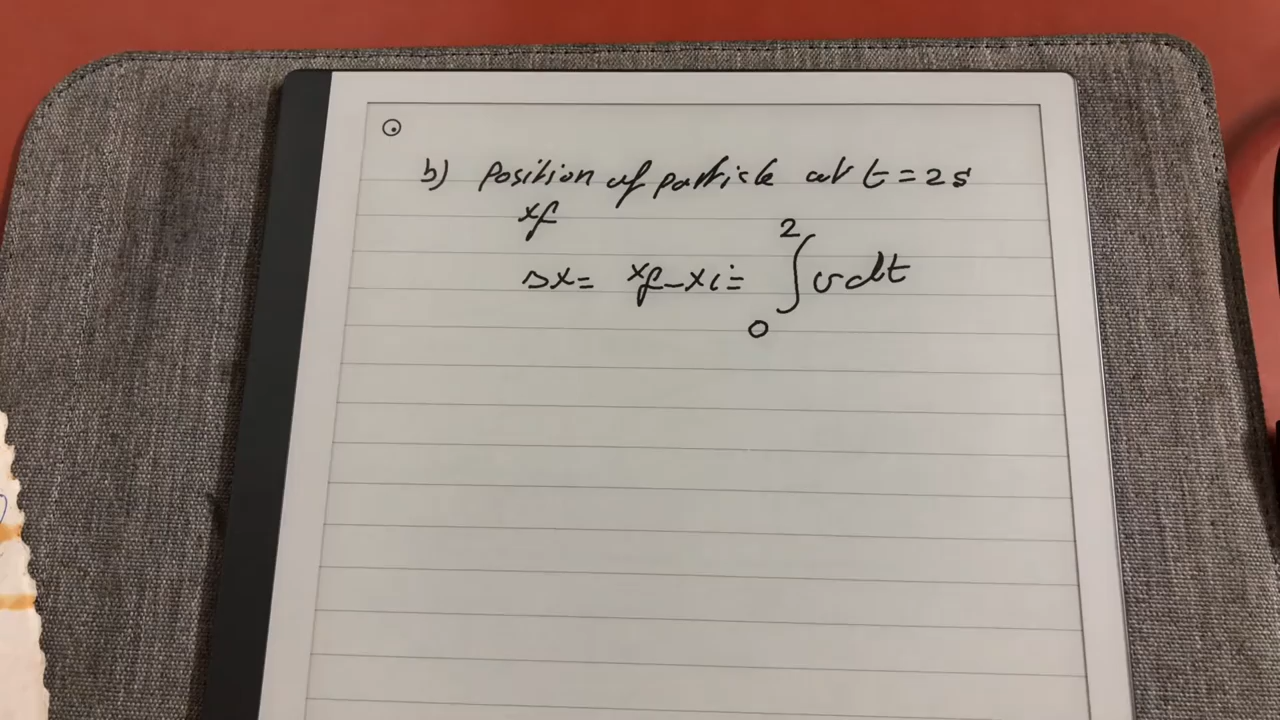 b) Position of particle at t = 2s
xf
Δx = xf - xi = ∫₀² v dt